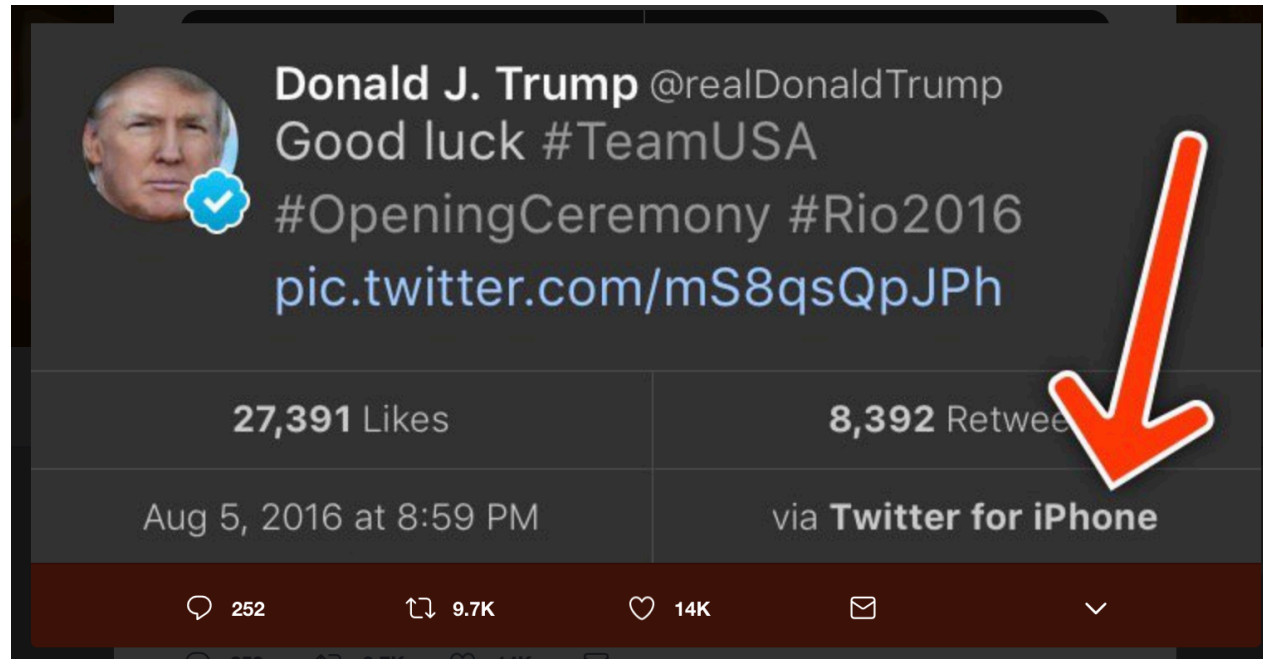 Donald J. Trump @realDonaldTrump
Good luck #TeamUSA
#OpeningCeremony #Rio2016
pic.twitter.com/mS8qsQpJPh
27,391 Likes
8,392 Retwee
Aug 5, 2016 at 8:59 PM
via Twitter for iPhone
252
9.7K
14K